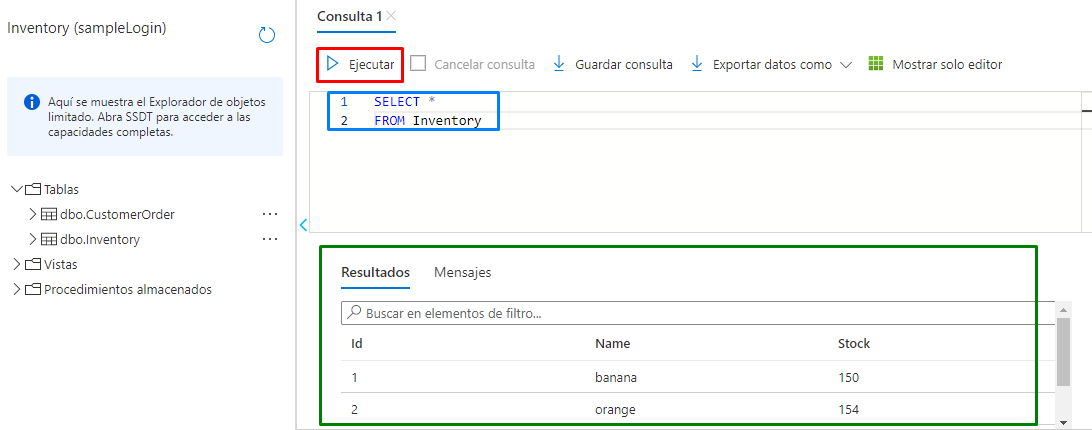 Inventory (sampleLogin)
Aquí se muestra el Explorador de objetos
limitado. Abra SSDT para acceder a las
capacidades completas.
Tablas
dbo.CustomerOrder
dbo.Inventory
Vistas
Procedimientos almacenados
Consulta 1
Ejecutar Cancelar consulta Guardar consulta Exportar datos como Mostrar solo editor
1 SELECT *
2 FROM Inventory
Resultados Mensajes
Buscar en elementos de filtro...
Id Name Stock
1 banana 150
2 orange 154